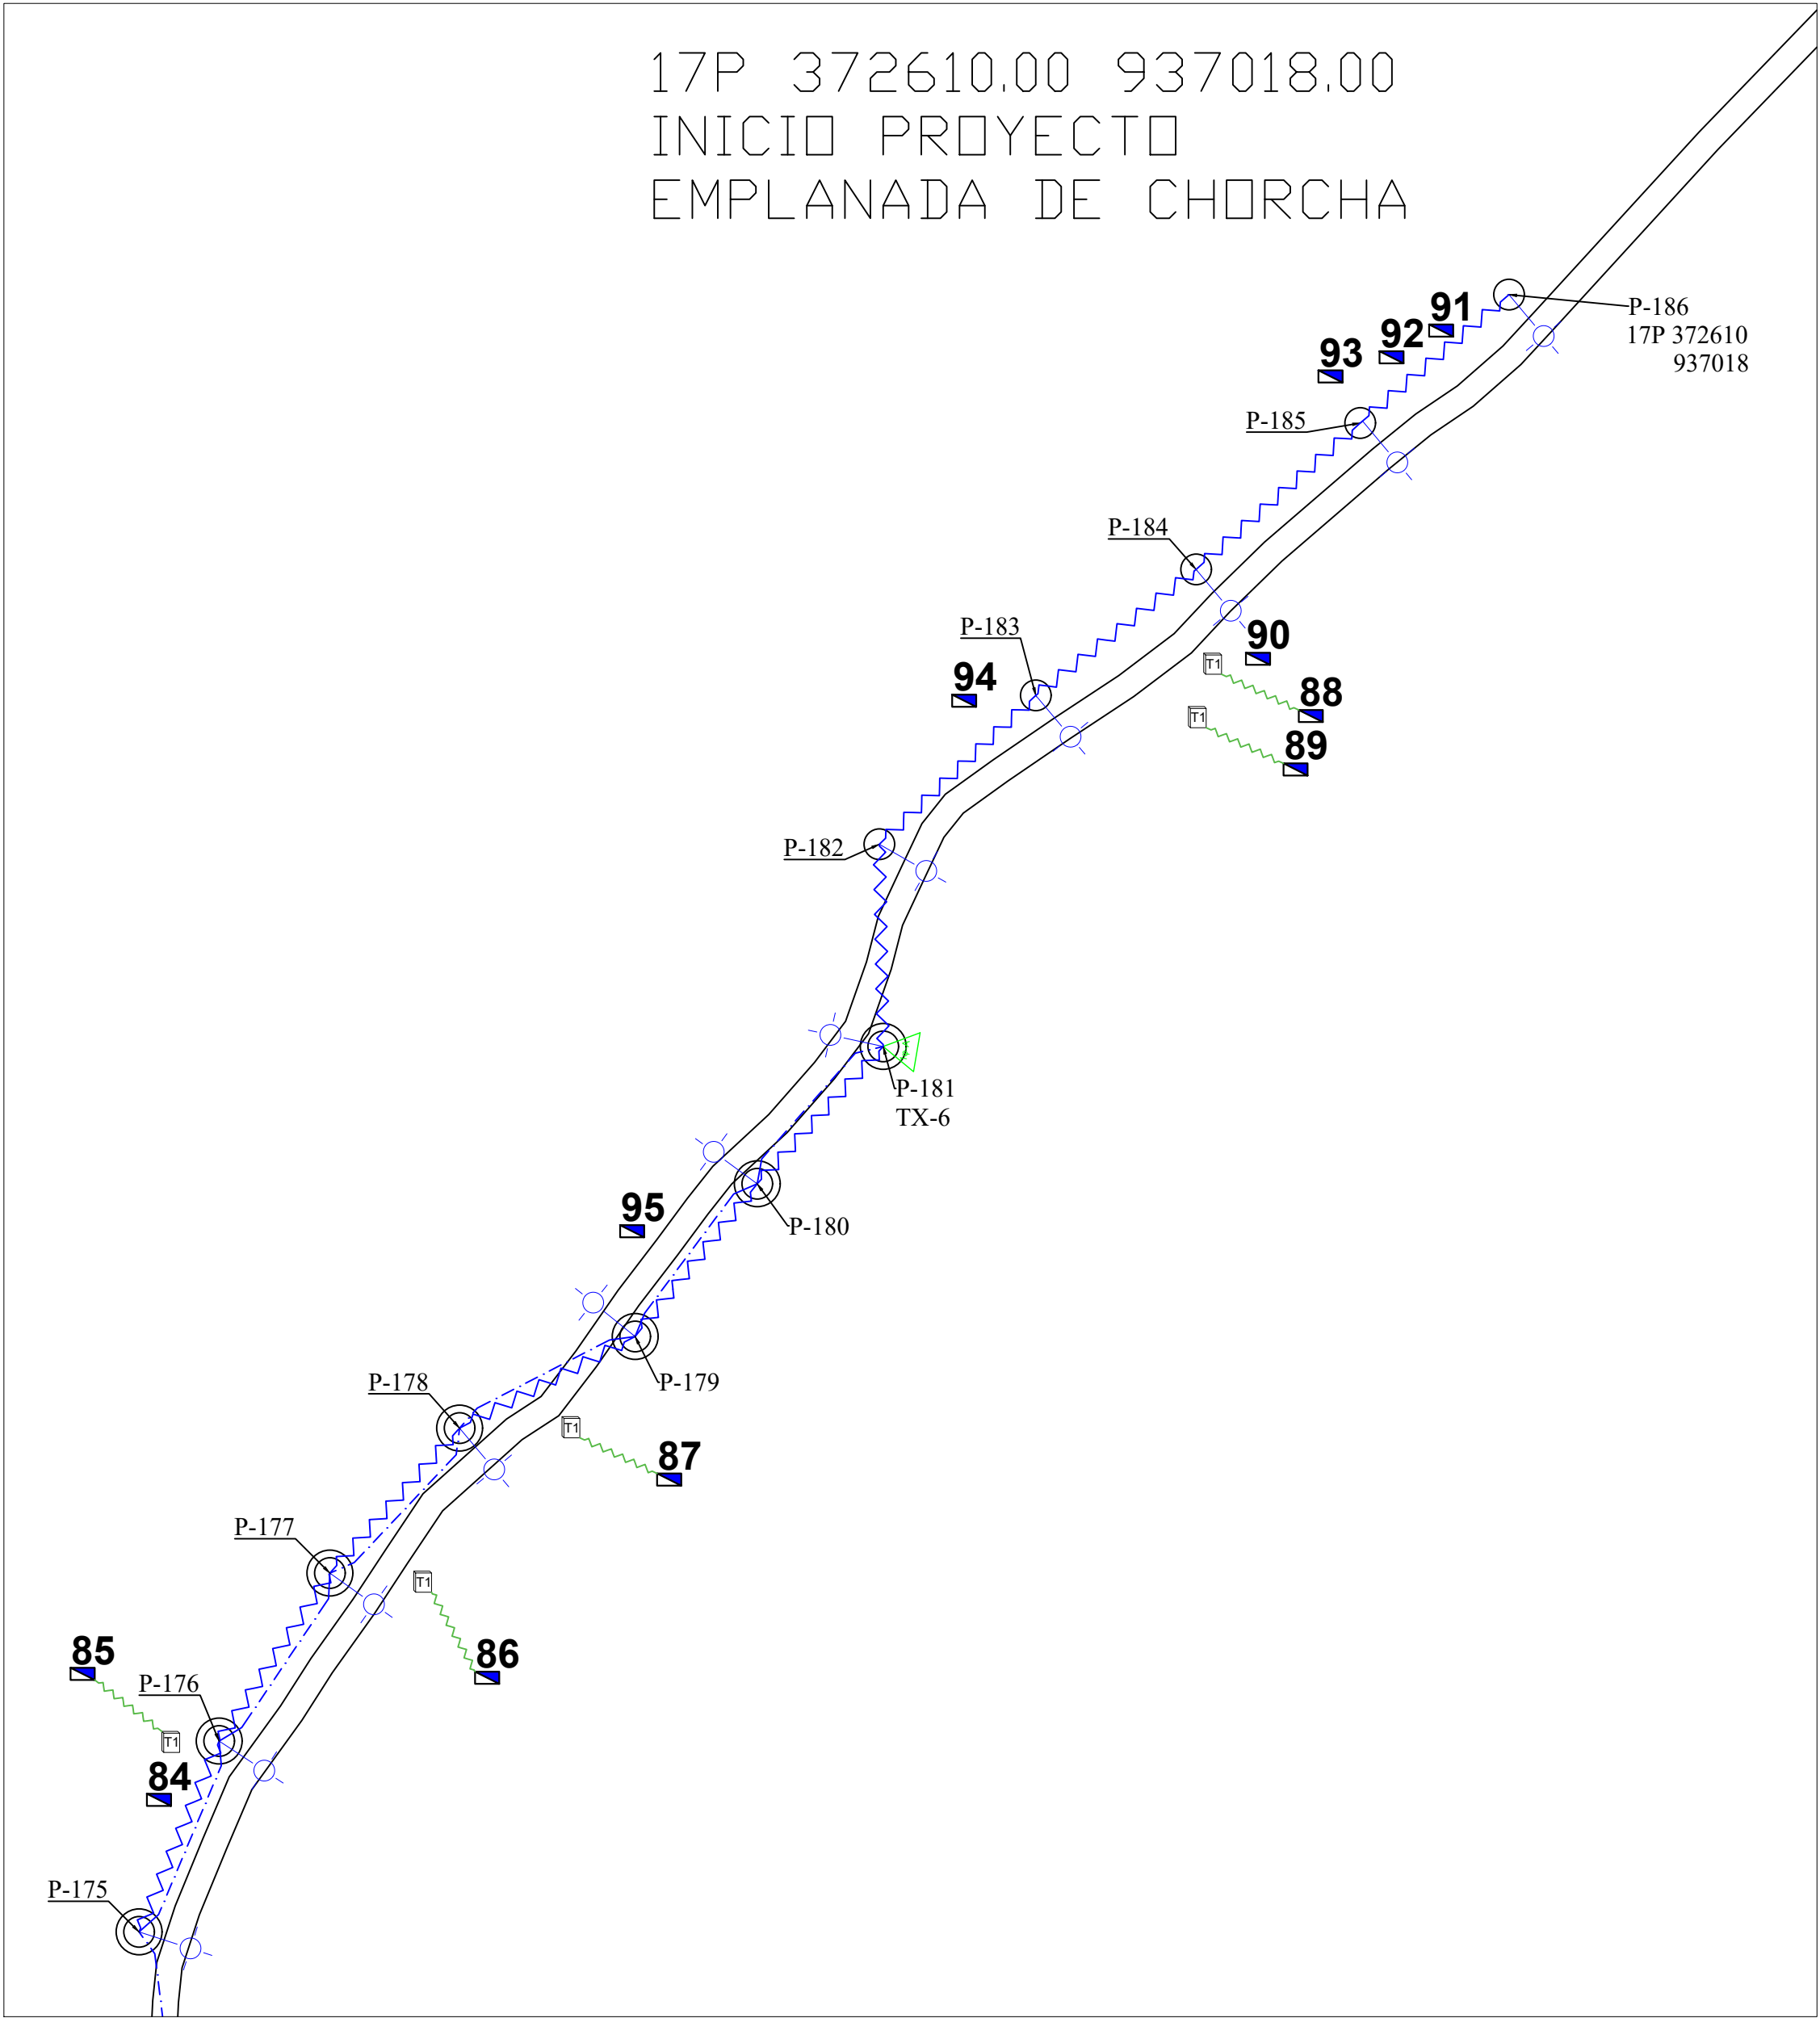 17P 372610.00 937018.00
INICIO PROYECTO
EMPLANADA DE CHORCHA
91
P-186
17P 372610
937018
92
93
P-185
P-184
P-183
90
T1
88
94
T1
89
P-182
P-181
TX-6
95
P-180
P-178
P-179
T1
87
P-177
T1
85
86
P-176
T1
84
P-175